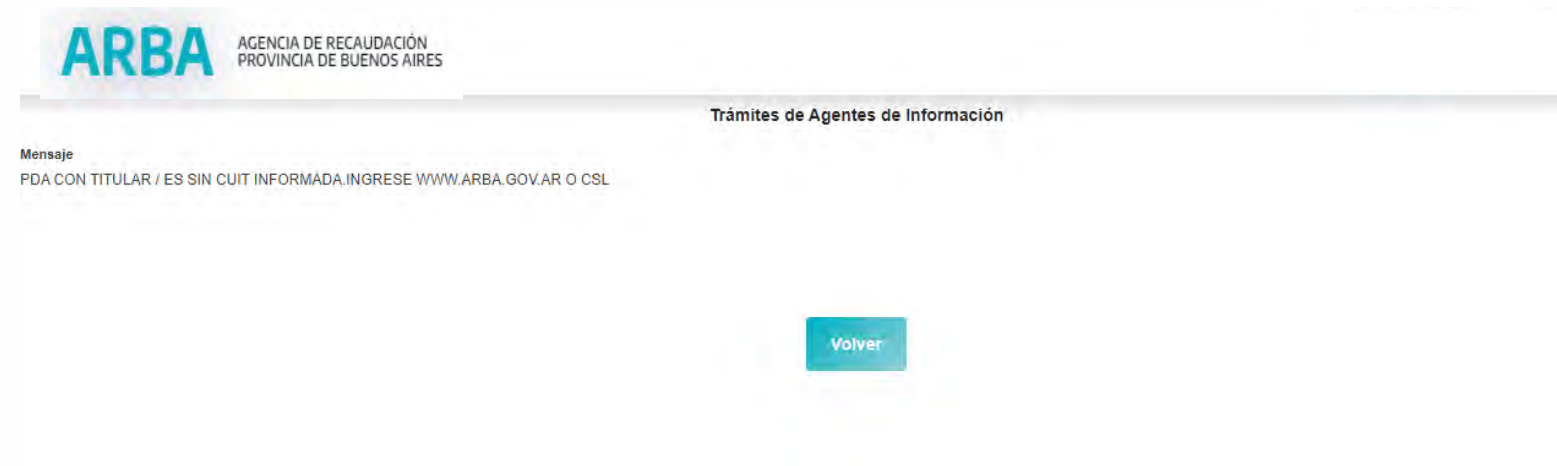 ARBA
AGENCIA DE RECAUDACIÓN
PROVINCIA DE BUENOS AIRES
Trámites de Agentes de Información
Mensaje
PDA CON TITULAR / ES SIN CUIT INFORMADA.INGRESE WWW.ARBA.GOV.AR O CSL
Volver